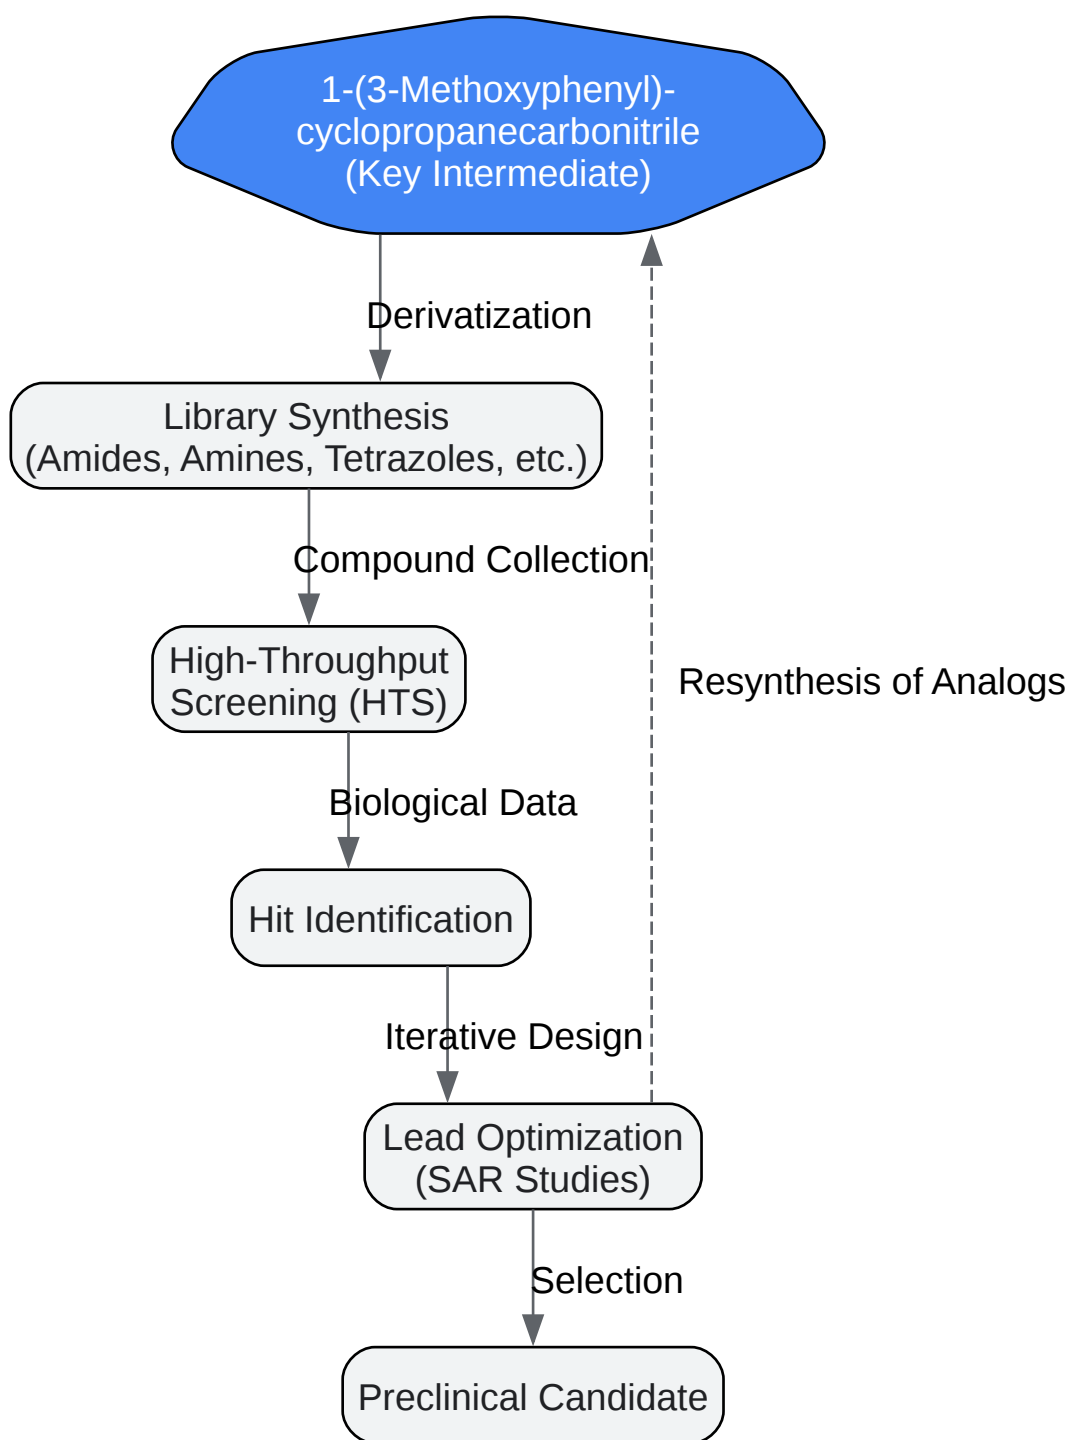 1-(3-Methoxyphenyl)-
cyclopropanecarbonitrile
(Key Intermediate)
Derivatization
Library Synthesis
(Amides, Amines, Tetrazoles, etc.)
Compound Collection
High-Throughput
Screening (HTS)
Resynthesis of Analogs
Biological Data
Hit Identification
Iterative Design
Lead Optimization
(SAR Studies)
Selection
Preclinical Candidate